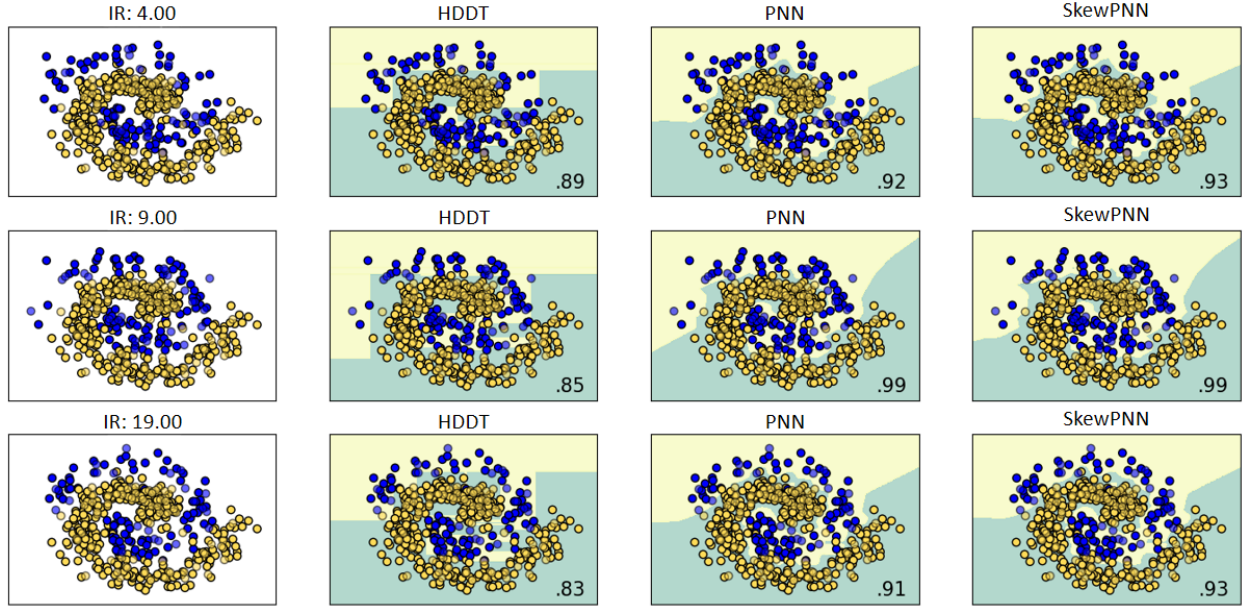 IR: 4.00 HDDT PNN SkewPNN
.89 .92 .93
IR: 9.00 HDDT PNN SkewPNN
.85 .99 .99
IR: 19.00 HDDT PNN SkewPNN
.83 .91 .93